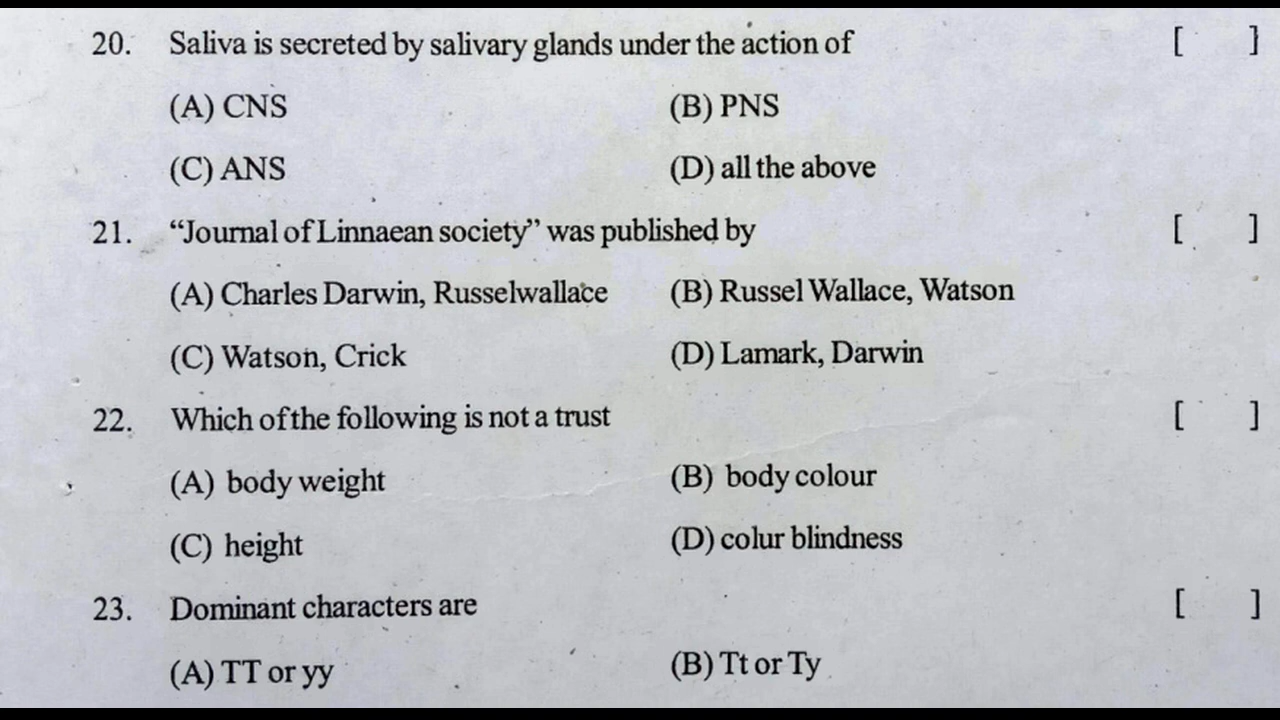 20. Saliva is secreted by salivary glands under the action of [ ]
(A) CNS (B) PNS
(C) ANS (D) all the above
21. “Journal of Linnaean society” was published by [ ]
(A) Charles Darwin, Russelwallace (B) Russel Wallace, Watson
(C) Watson, Crick (D) Lamark, Darwin
22. Which of the following is not a trust [ ]
(A) body weight (B) body colour
(C) height (D) colur blindness
23. Dominant characters are [ ]
(A) TT or yy (B) Tt or Ty